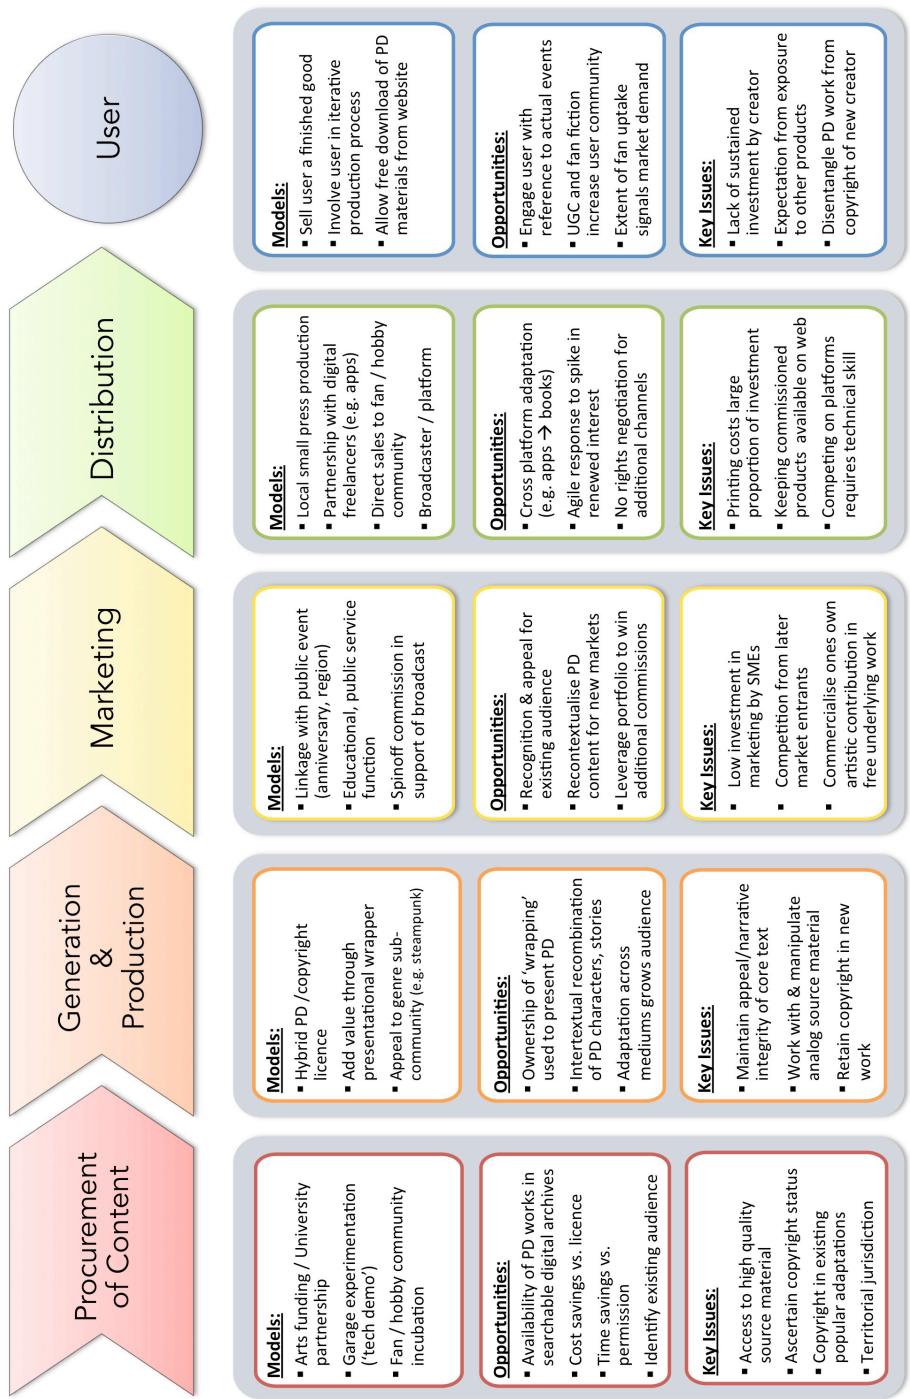 Procurement
of Content
Generation
&
Production
Marketing
Distribution
User
Models:
▪ Arts funding / University
partnership
▪ Garage experimentation
(‘tech demo’)
▪ Fan / hobby community
incubation
Opportunities:
▪ Availability of PD works in
searchable digital archives
▪ Cost savings vs. licence
▪ Time savings vs.
permission
▪ Identify existing audience
Key Issues:
▪ Access to high quality
source material
▪ Ascertain copyright status
▪ Copyright in existing
popular adaptations
▪ Territorial jurisdiction
Models:
▪ Hybrid PD /copyright
licence
▪ Add value through
presentational wrapper
▪ Appeal to genre sub-
community (e.g. steampunk)
Opportunities:
▪ Ownership of ‘wrapping’
used to present PD
▪ Intertextual recombination
of PD characters, stories
▪ Adaptation across
mediums grows audience
Key Issues:
▪ Maintain appeal/narrative
integrity of core text
▪ Work with & manipulate
analog source material
▪ Retain copyright in new
work
Models:
▪ Linkage with public event
(anniversary, region)
▪ Educational, public service
function
▪ Spinoff commission in
support of broadcast
Opportunities:
▪ Recognition & appeal for
existing audience
▪ Recontextualise PD
content for new markets
▪ Leverage portfolio to win
additional commissions
Key Issues:
▪ Low investment in
marketing by SMEs
▪ Competition from later
market entrants
▪ Commercialise ones own
artistic contribution in
free underlying work
Models:
▪ Local small press production
▪ Partnership with digital
freelancers (e.g. apps)
▪ Direct sales to fan / hobby
community
▪ Broadcaster / platform
Opportunities:
▪ Cross platform adaptation
(e.g. apps → books)
▪ Agile response to spike in
renewed interest
▪ No rights negotiation for
additional channels
Key Issues:
▪ Printing costs large
proportion of investment
▪ Keeping commissioned
products available on web
▪ Competing on platforms
requires technical skill
Models:
▪ Sell user a finished good
▪ Involve user in iterative
production process
▪ Allow free download of PD
materials from website
Opportunities:
▪ Engage user with
reference to actual events
▪ UGC and fan fiction
increase user community
▪ Extent of fan uptake
signals market demand
Key Issues:
▪ Lack of sustained
investment by creator
▪ Expectation from exposure
to other products
▪ Disentangle PD work from
copyright of new creator